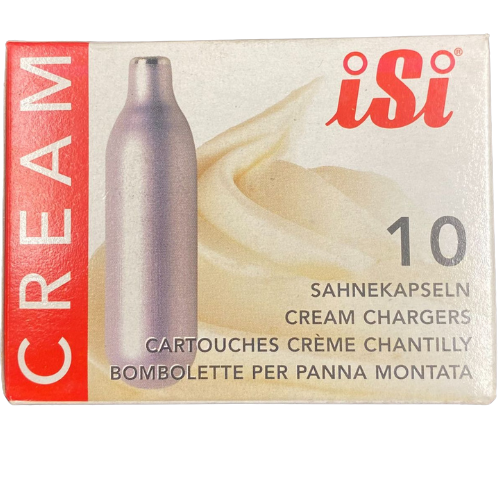 CREAM
iSi®
10
SAHNEKAPSELN
CREAM CHARGERS
CARTOUCHES CRÈME CHANTILLY
BOMBOLETTE PER PANNA MONTATA